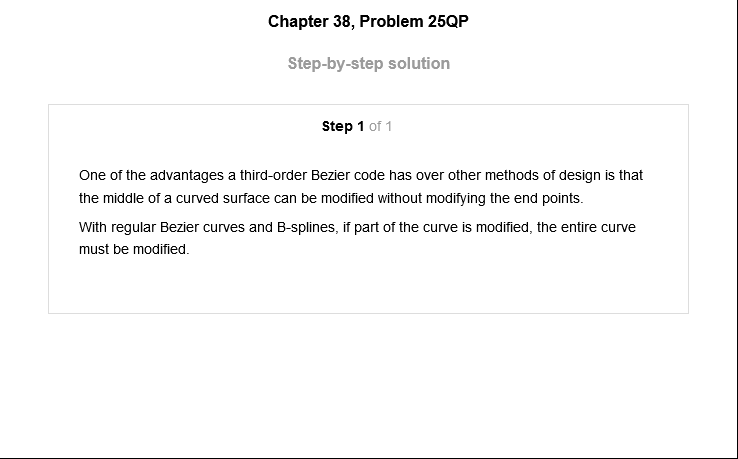 Chapter 38, Problem 25QP
Step-by-step solution
Step 1 of 1
One of the advantages a third-order Bezier code has over other methods of design is that
the middle of a curved surface can be modified without modifying the end points.
With regular Bezier curves and B-splines, if part of the curve is modified, the entire curve
must be modified.